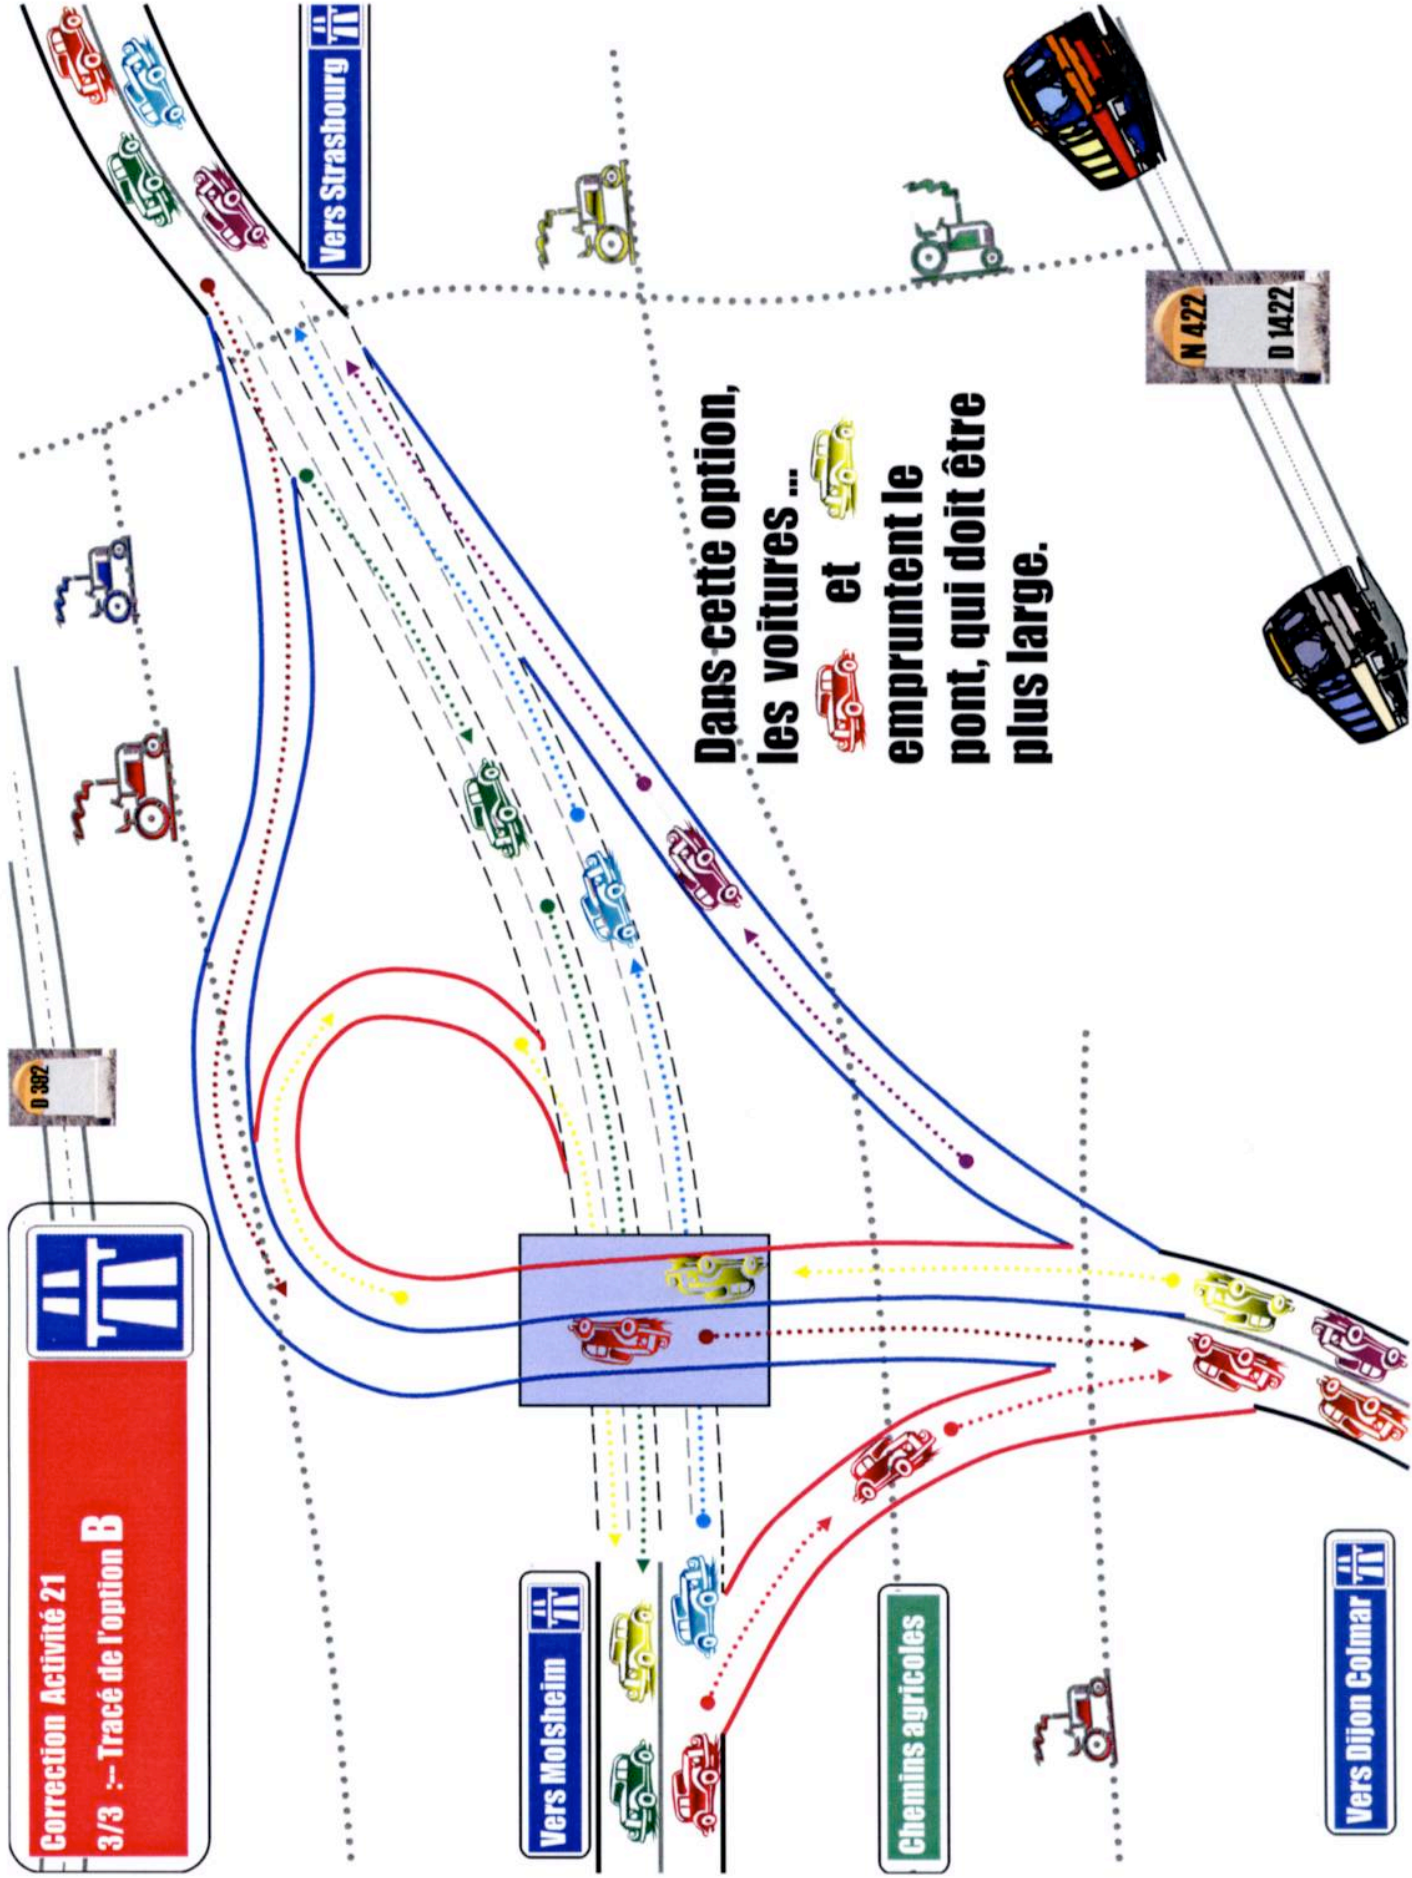 Correction Activité 21
3/3 :-- Tracé de l'option B
D 382
Vers Strasbourg
Vers Molsheim
Dans cette option,
les voitures ...
et
empruntent le
pont, qui doit être
plus large.
N 422
D 1422
Chemins agricoles
Vers Dijon Colmar